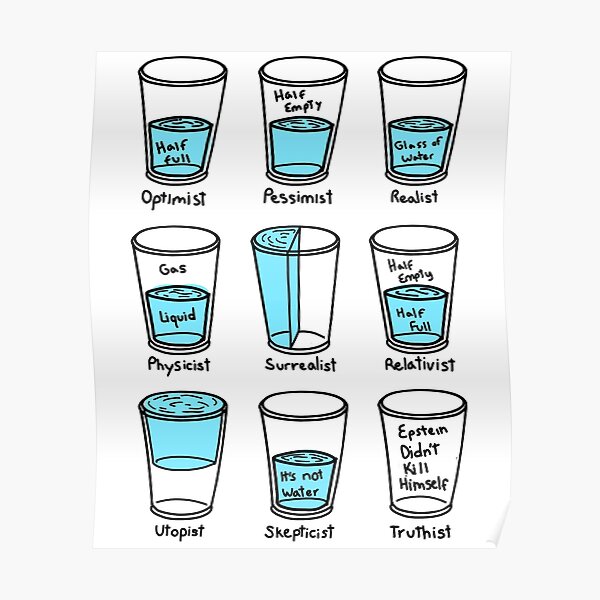 Half
full
Optimist
Half
Empty
Pessimist
Glass of
Water
Realist
Gas
Liquid
Physicist
Surrealist
Half
Empty
Half
Full
Relativist
Utopist
It's not
Water
Skepticist
Epstein
Didn't
Kill
Himself
Truthist